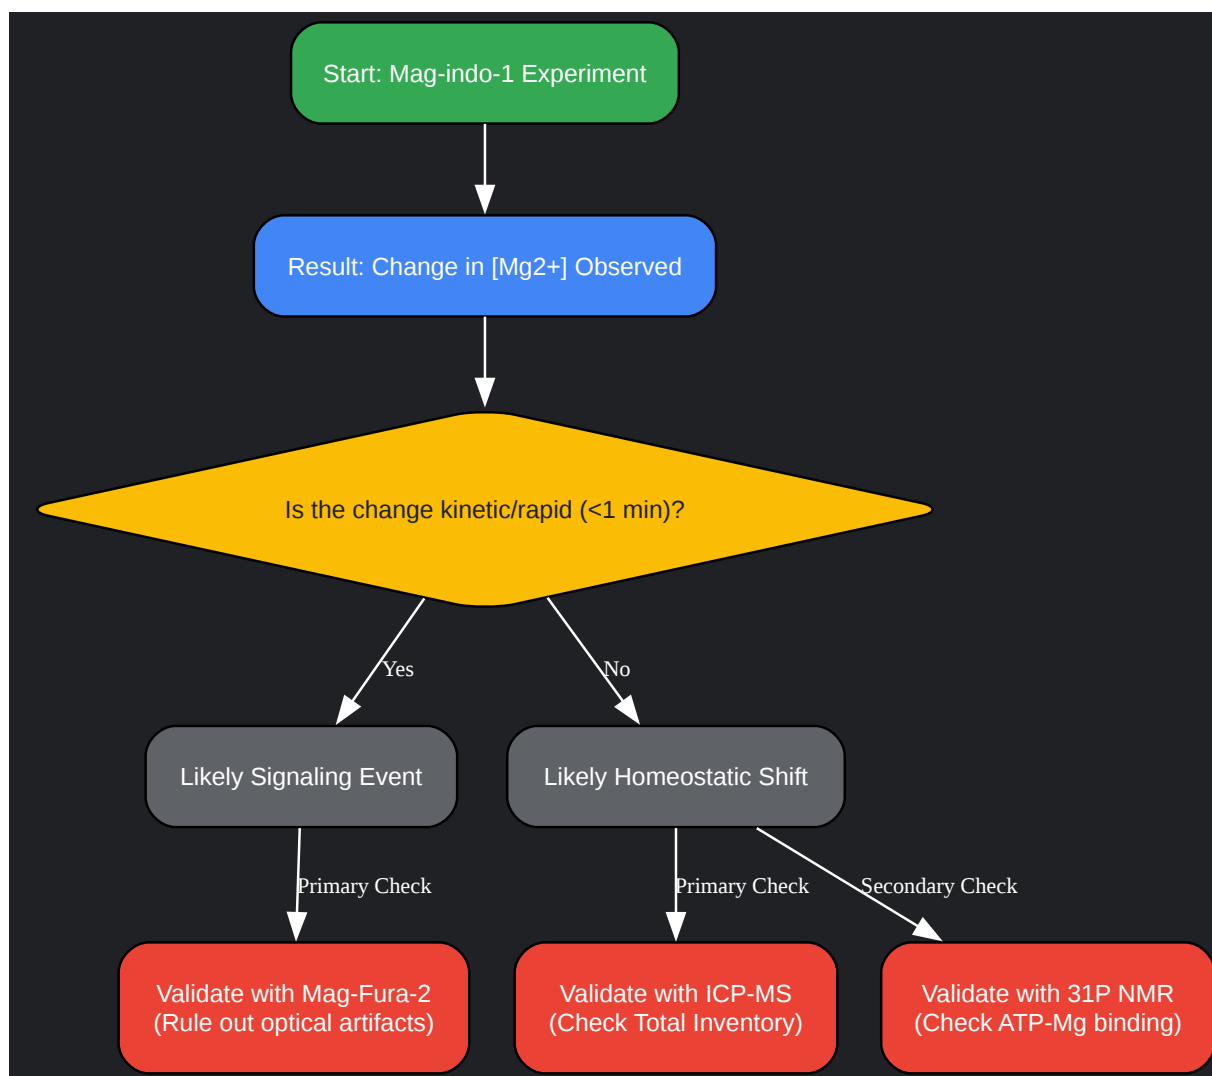 Start: Mag-indo-1 Experiment
Result: Change in [Mg2+] Observed
Is the change kinetic/rapid (<1 min)?
Yes
No
Likely Signaling Event
Likely Homeostatic Shift
Primary Check
Primary Check
Secondary Check
Validate with Mag-Fura-2
(Rule out optical artifacts)
Validate with ICP-MS
(Check Total Inventory)
Validate with 31P NMR
(Check ATP-Mg binding)